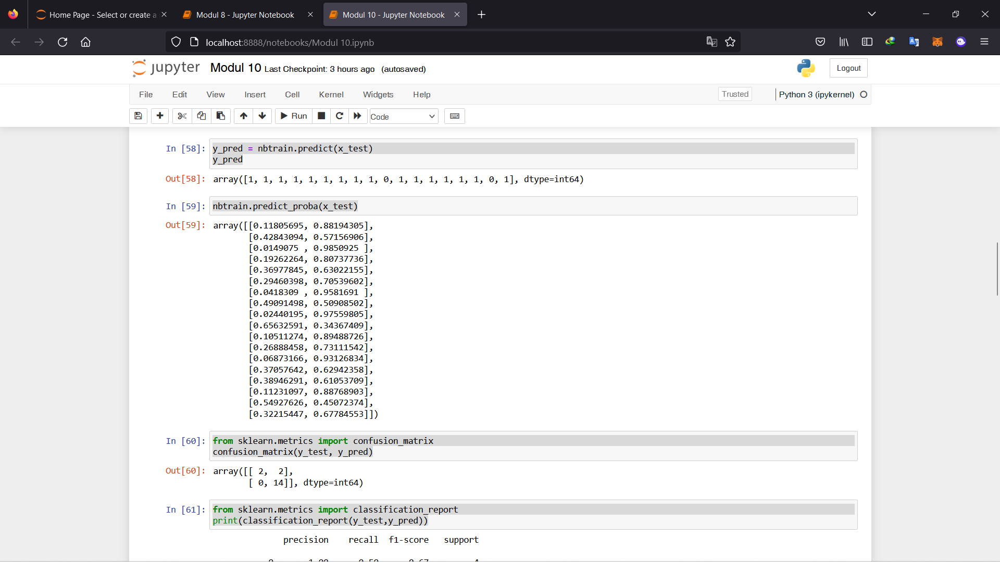 Home Page - Select or create a
Modul 8 - Jupyter Notebook
Modul 10 - Jupyter Notebook
localhost:8888/notebooks/Modul 10.ipynb
jupyter Modul 10 Last Checkpoint: 3 hours ago (autosaved)
Logout
File Edit View Insert Cell Kernel Widgets Help
Trusted
Python 3 (ipykernel)
Run
Code
In [58]: y_pred = nbtrain.predict(x_test)
y_pred
Out[58]: array([1, 1, 1, 1, 1, 1, 1, 1, 1, 0, 1, 1, 1, 1, 1, 1, 0, 1], dtype=int64)
In [59]: nbtrain.predict_proba(x_test)
Out[59]: array([[0.11805695, 0.88194305],
[0.42843094, 0.57156906],
[0.0149075 , 0.9850925 ],
[0.19262264, 0.80737736],
[0.36977845, 0.63022155],
[0.29460398, 0.70539602],
[0.0418309 , 0.9581691 ],
[0.49091498, 0.50908502],
[0.02440195, 0.97559805],
[0.65632591, 0.34367409],
[0.10511274, 0.89488726],
[0.26888458, 0.73111542],
[0.06873166, 0.93126834],
[0.37057642, 0.62942358],
[0.38946291, 0.61053709],
[0.11231097, 0.88768903],
[0.54927626, 0.45072374],
[0.32215447, 0.67784553]])
In [60]: from sklearn.metrics import confusion_matrix
confusion_matrix(y_test, y_pred)
Out[60]: array([[ 2, 2],
[ 0, 14]], dtype=int64)
In [61]: from sklearn.metrics import classification_report
print(classification_report(y_test,y_pred))
precision recall f1-score support